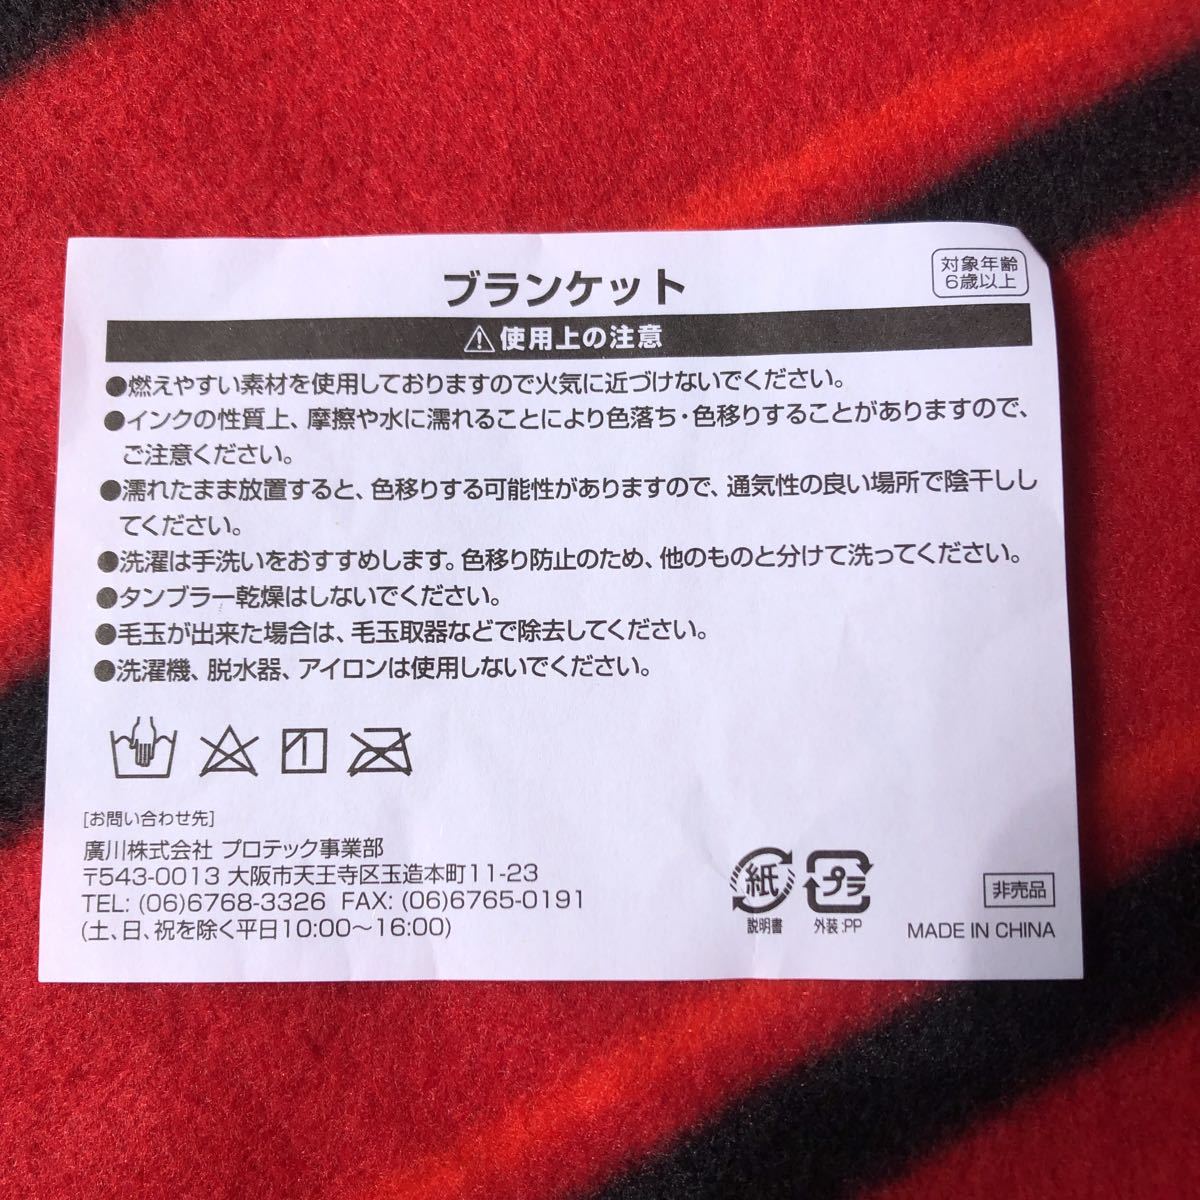 ブランケット
対象年齢
6歳以上
⚠使用上の注意
●燃えやすい素材を使用しておりますので火気に近づけないでください。
●インクの性質上、摩擦や水に濡れることにより色落ち・色移りすることがありますので、
ご注意ください。
●濡れたまま放置すると、色移りする可能性がありますので、通気性の良い場所で陰干しし
てください。
●洗濯は手洗いをおすすめします。色移り防止のため、他のものと分けて洗ってください。
●タンブラー乾燥はしないでください。
●毛玉が出来た場合は、毛玉取器などで除去してください。
●洗濯機、脱水器、アイロンは使用しないでください。
[お問い合わせ先]
廣川株式会社 プロテック事業部
〒543-0013 大阪市天王寺区玉造本町11-23
TEL: (06)6768-3326 FAX: (06)6765-0191
(土、日、祝を除く平日10:00～16:00)
紙
説明書
プラ
外装:PP
非売品
MADE IN CHINA